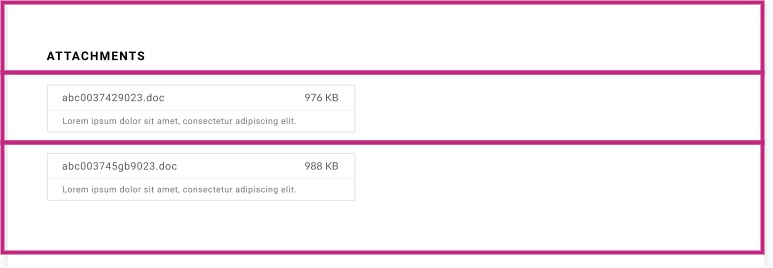 ATTACHMENTS
abc0037429023.doc 976 KB
Lorem ipsum dolor sit amet, consectetur adipiscing elit.
abc003745gb9023.doc 988 KB
Lorem ipsum dolor sit amet, consectetur adipiscing elit.